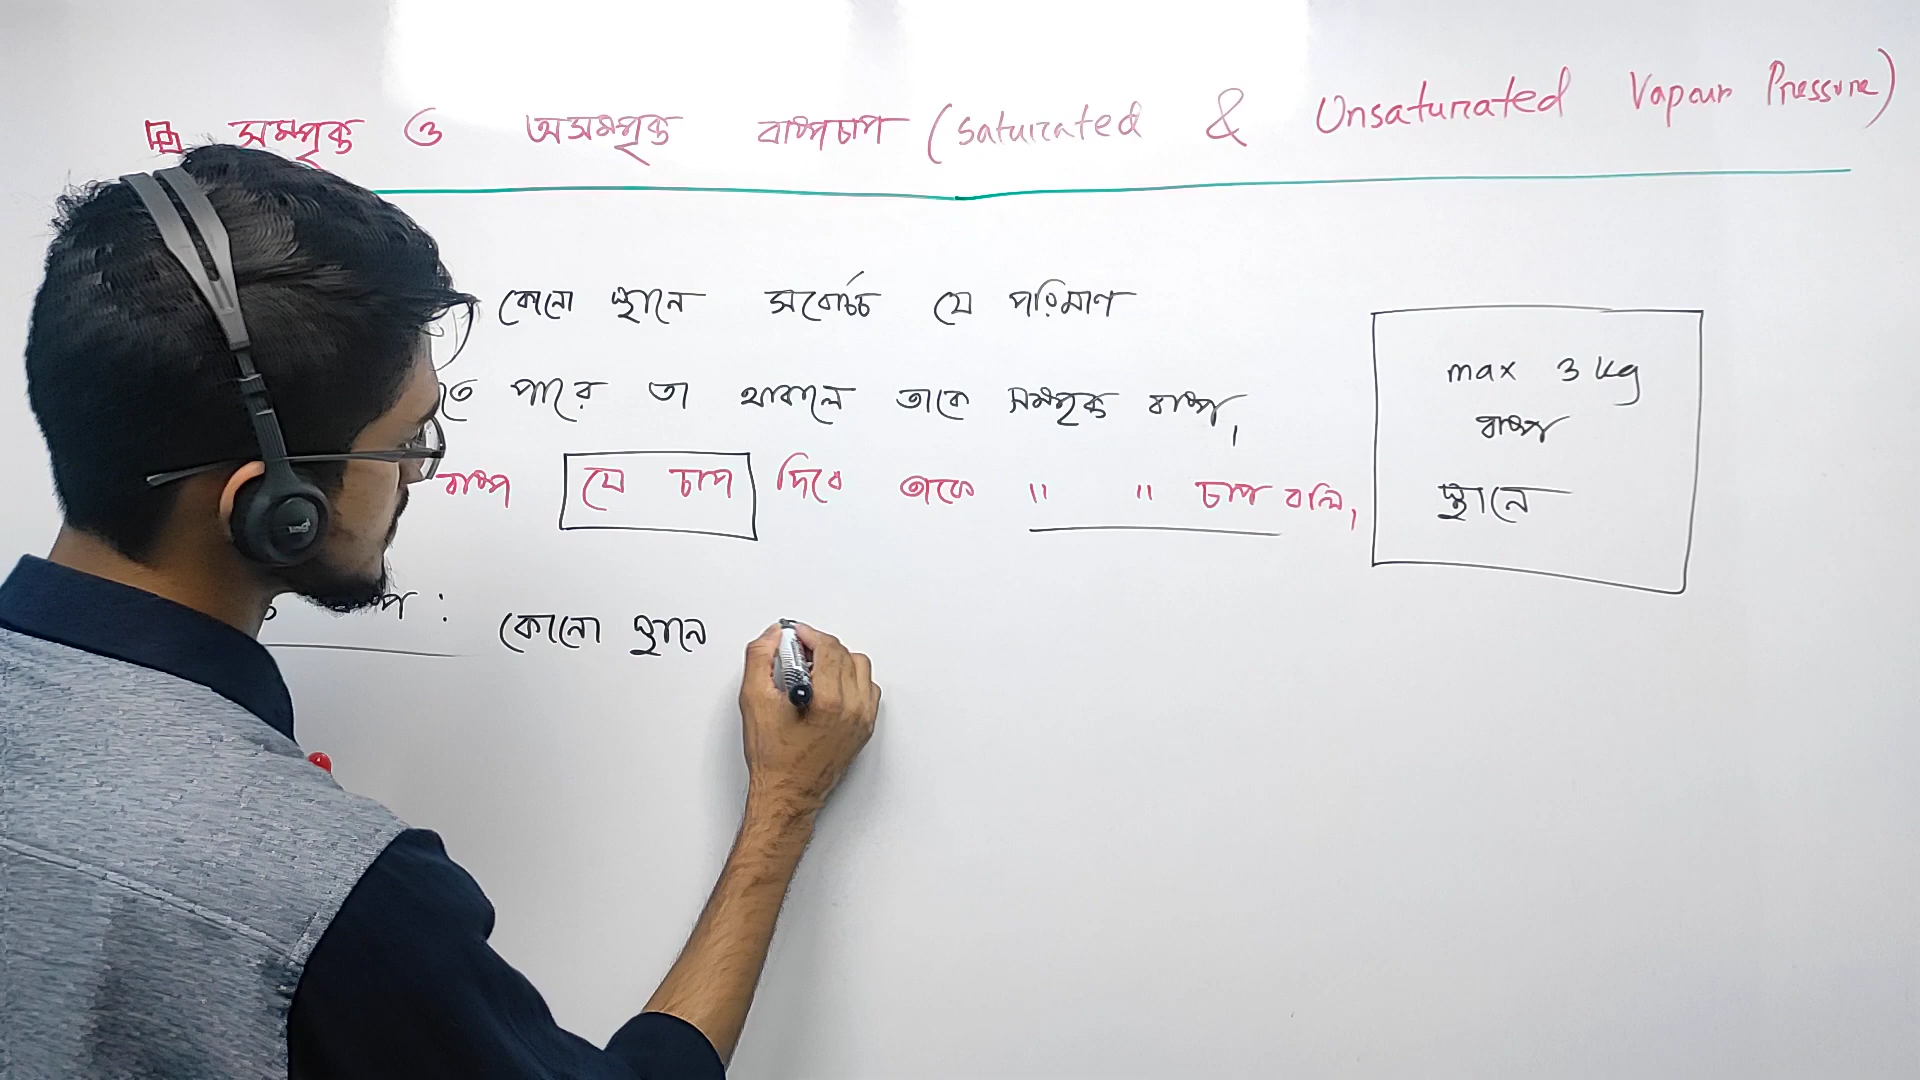 সম্পৃক্ত ও অসম্পৃক্ত বাষ্পচাপ (Saturated & Unsaturated Vapour Pressure)
কোনো স্থানে সর্বোচ্চ যে পরিমাণ
তে পারে তা থাকলে তাকে সম্পৃক্ত বাষ্প।
বাষ্প যে চাপ দিবে তাকে " " চাপ বলি।
: কোনো স্থানে
max 3 kg
বাষ্প
স্থানে